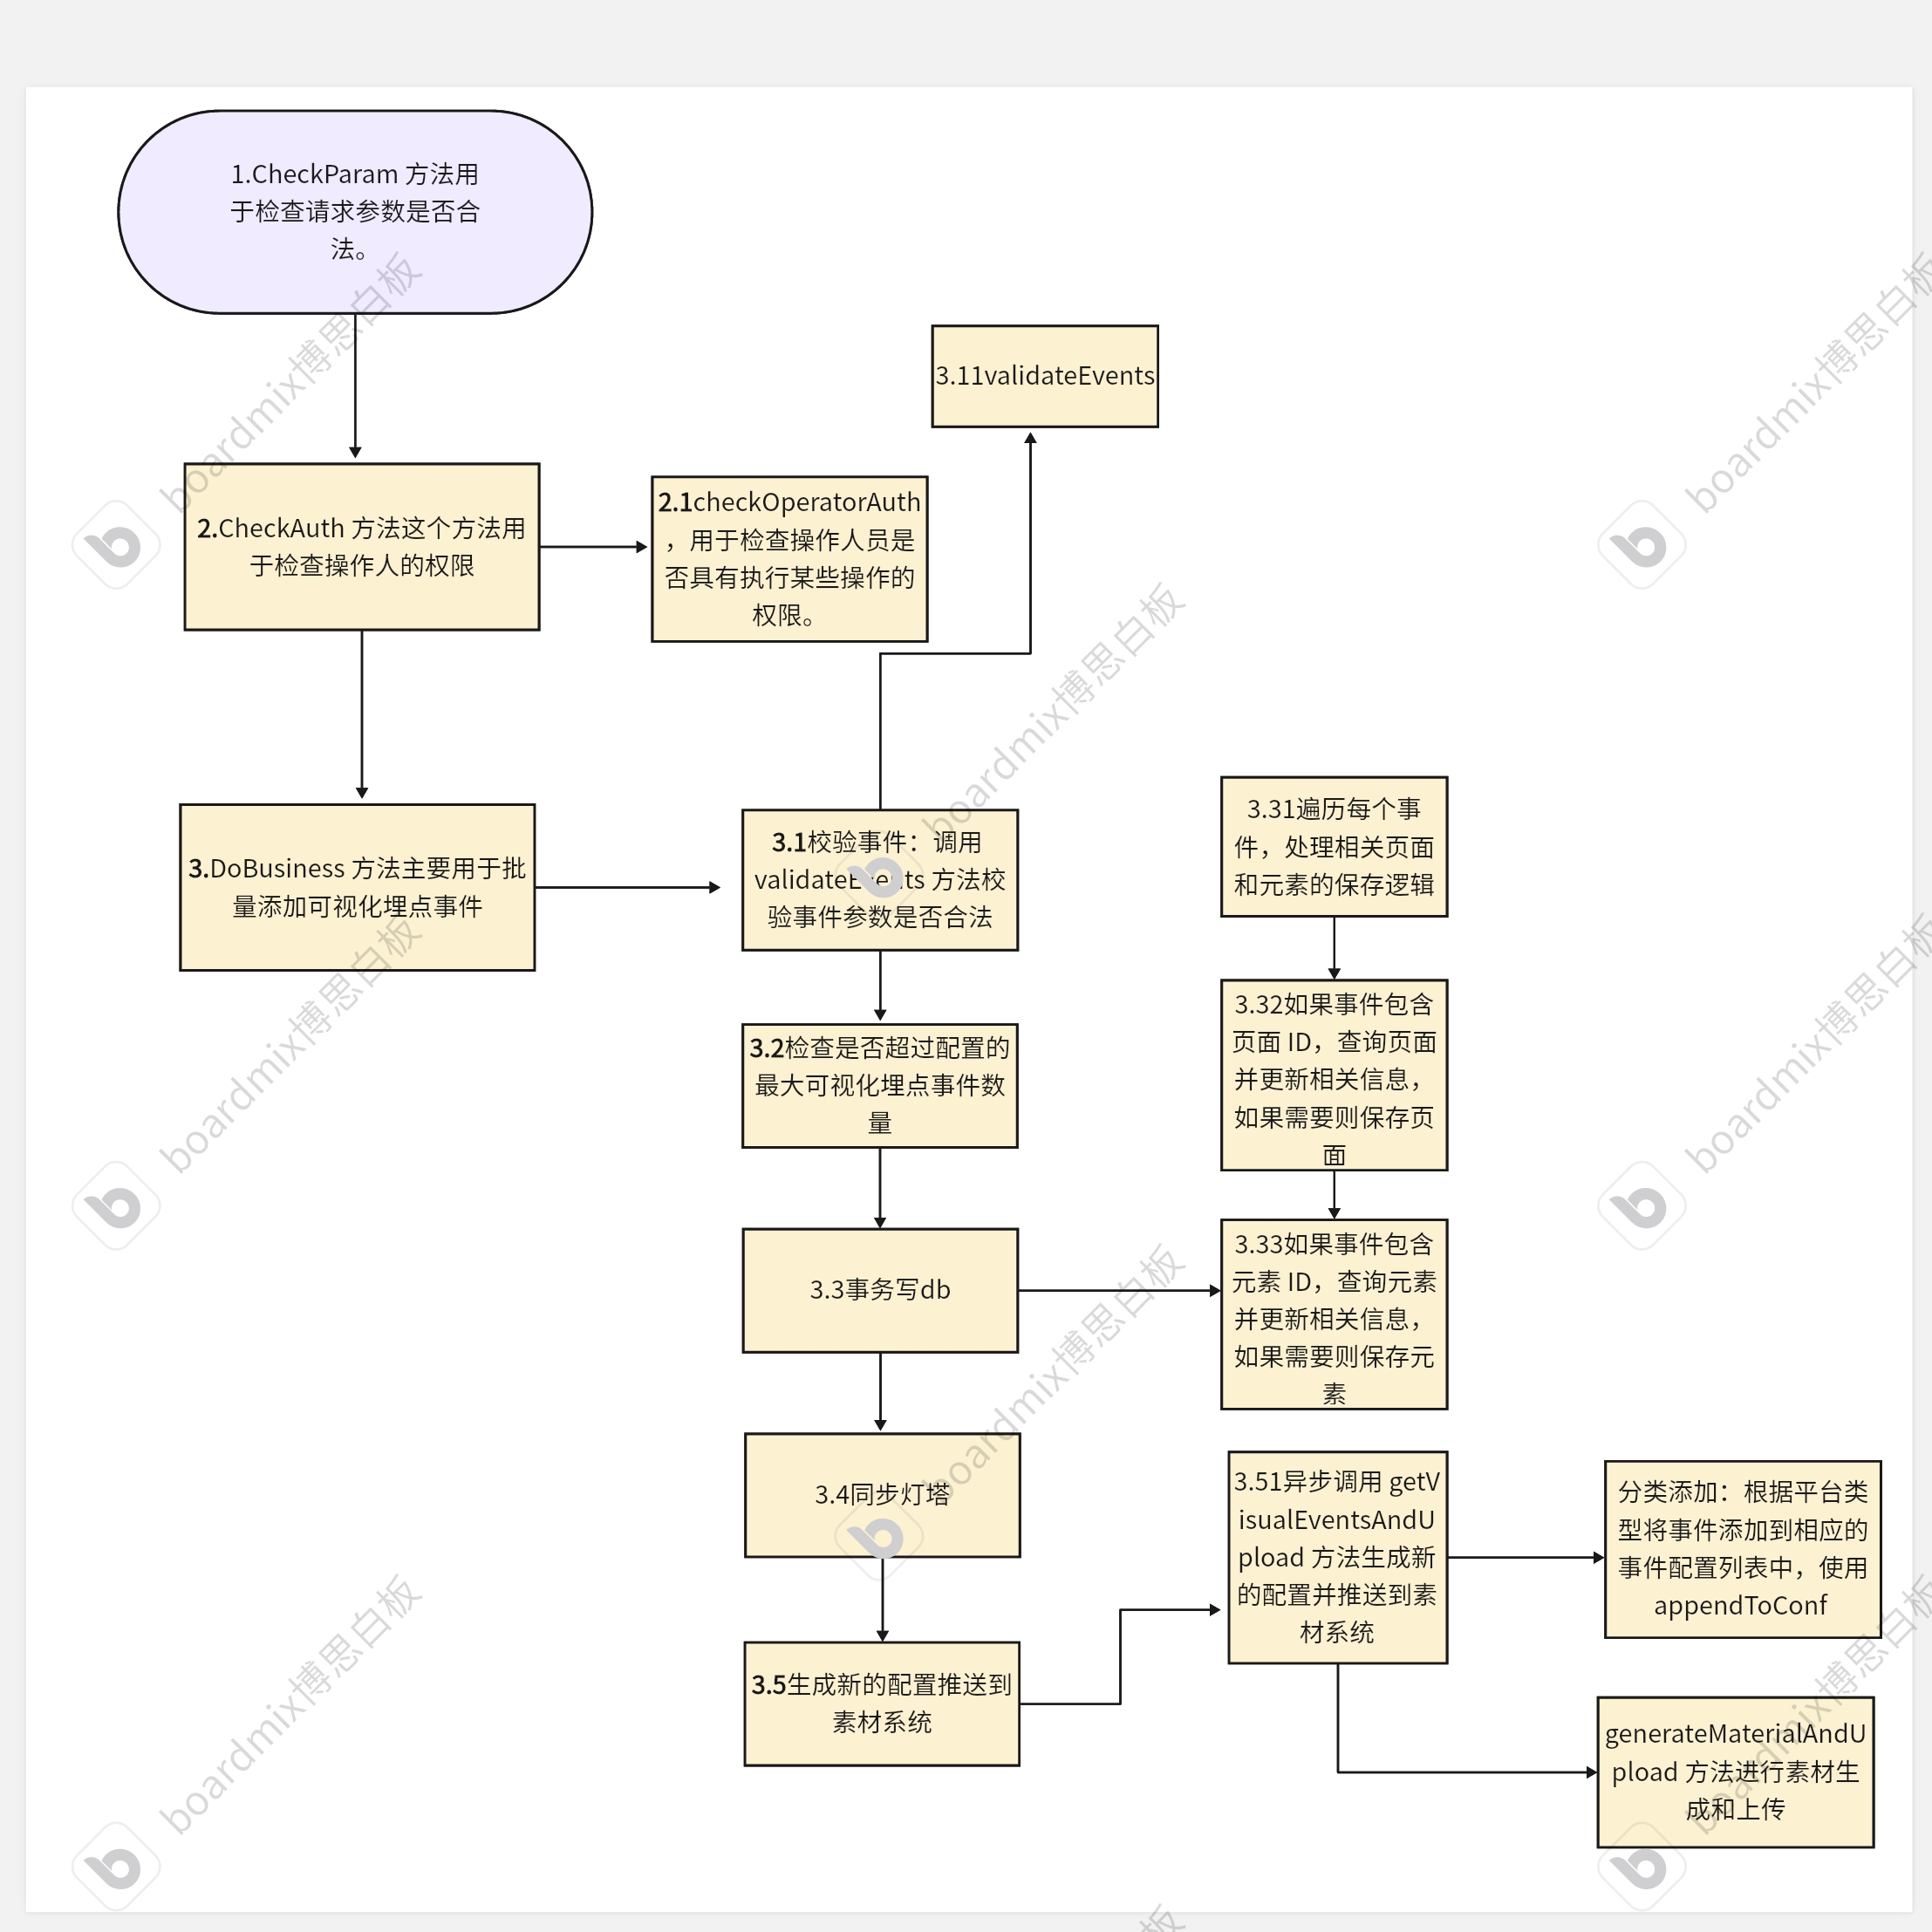 1.CheckParam 方法用
于检查请求参数是否合
法。
3.11validateEvents
2.CheckAuth 方法这个方法用
于检查操作人的权限
2.1checkOperatorAuth
，用于检查操作人员是
否具有执行某些操作的
权限。
3.DoBusiness 方法主要用于批
量添加可视化埋点事件
3.1校验事件：调用
validateEvents 方法校
验事件参数是否合法
3.31遍历每个事
件，处理相关页面
和元素的保存逻辑
3.2检查是否超过配置的
最大可视化埋点事件数
量
3.32如果事件包含
页面 ID，查询页面
并更新相关信息，
如果需要则保存页
面
3.3事务写db
3.33如果事件包含
元素 ID，查询元素
并更新相关信息，
如果需要则保存元
素
3.4同步灯塔
3.51异步调用 getV
isualEventsAndU
pload 方法生成新
的配置并推送到素
材系统
分类添加：根据平台类
型将事件添加到相应的
事件配置列表中，使用
appendToConf
3.5生成新的配置推送到
素材系统
generateMaterialAndU
pload 方法进行素材生
成和上传
boardmix博思白板
boardmix博思白板
boardmix博思白板
boardmix博思白板
boardmix博思白板
boardmix博思白板
boardmix博思白板
boardmix博思白板